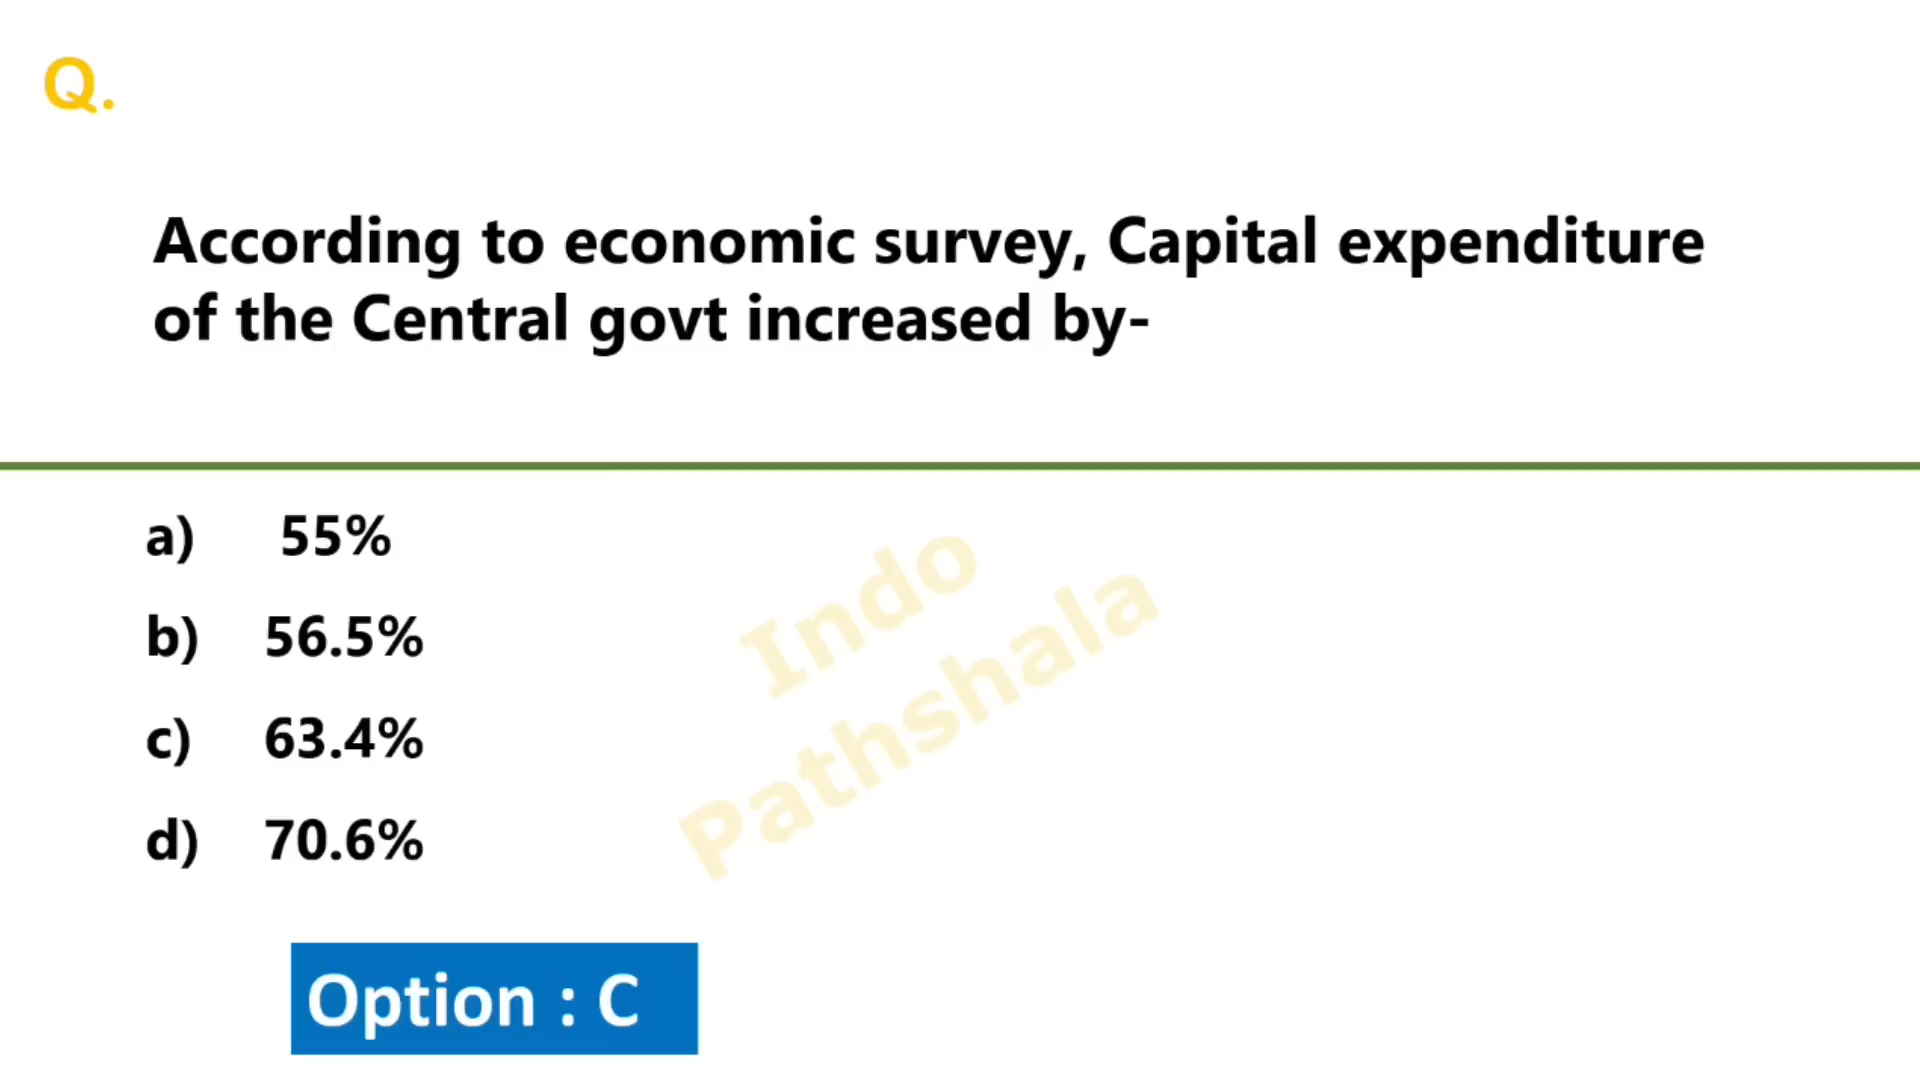 Q.
According to economic survey, Capital expenditure
of the Central govt increased by-
a) 55%
b) 56.5%
c) 63.4%
d) 70.6%
Indo
Pathshala
Option : C